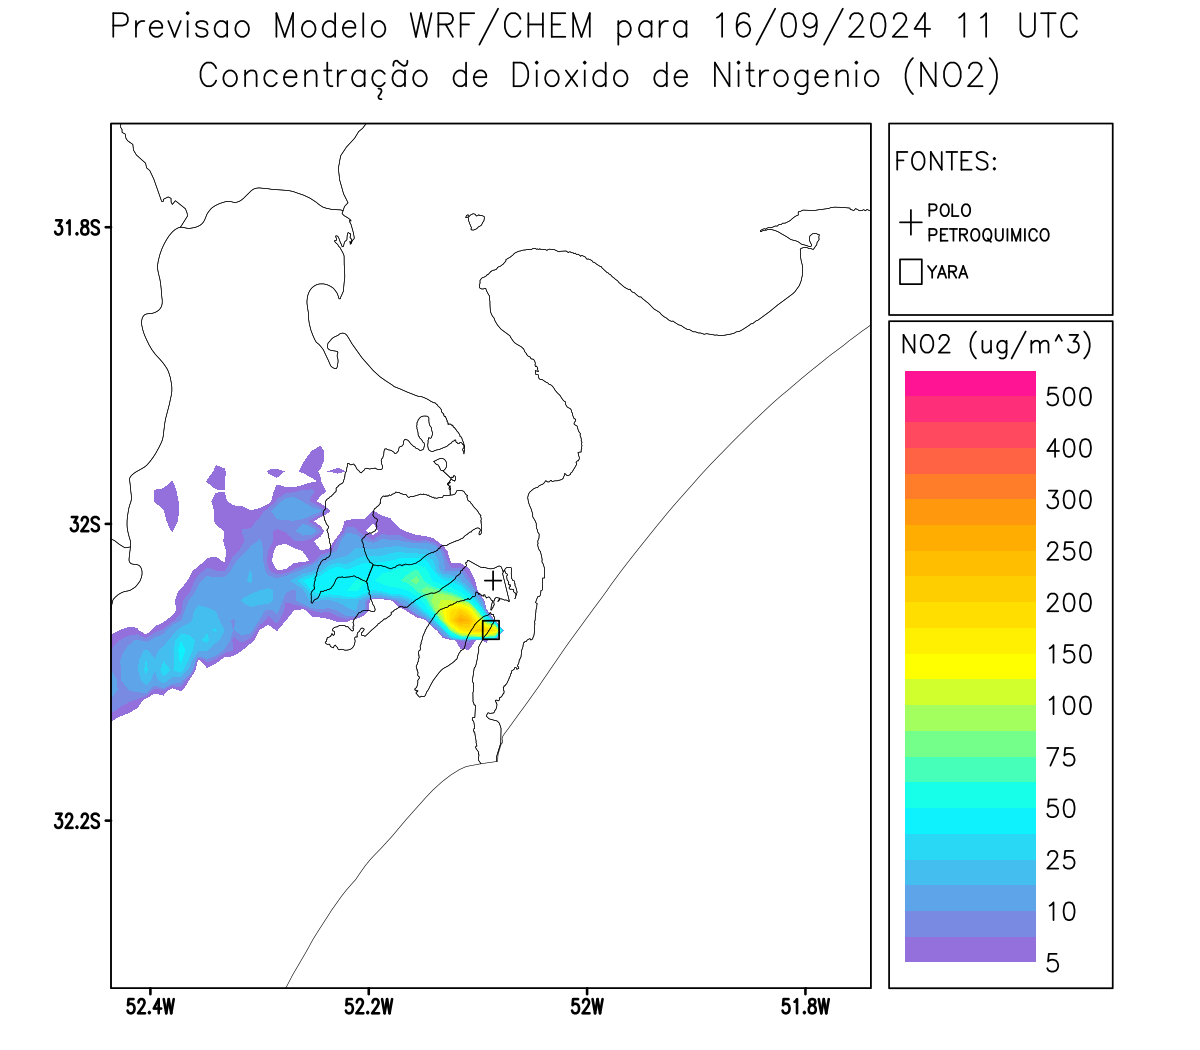 Previsao Modelo WRF/CHEM para 16/09/2024 11 UTC
Concentração de Dioxido de Nitrogenio (NO2)
FONTES:
POLO
PETROQUIMICO
YARA
31.8S
32S
32.2S
52.4W
52.2W
52W
51.8W
NO2 (ug/m^3)
500
400
300
250
200
150
100
75
50
25
10
5